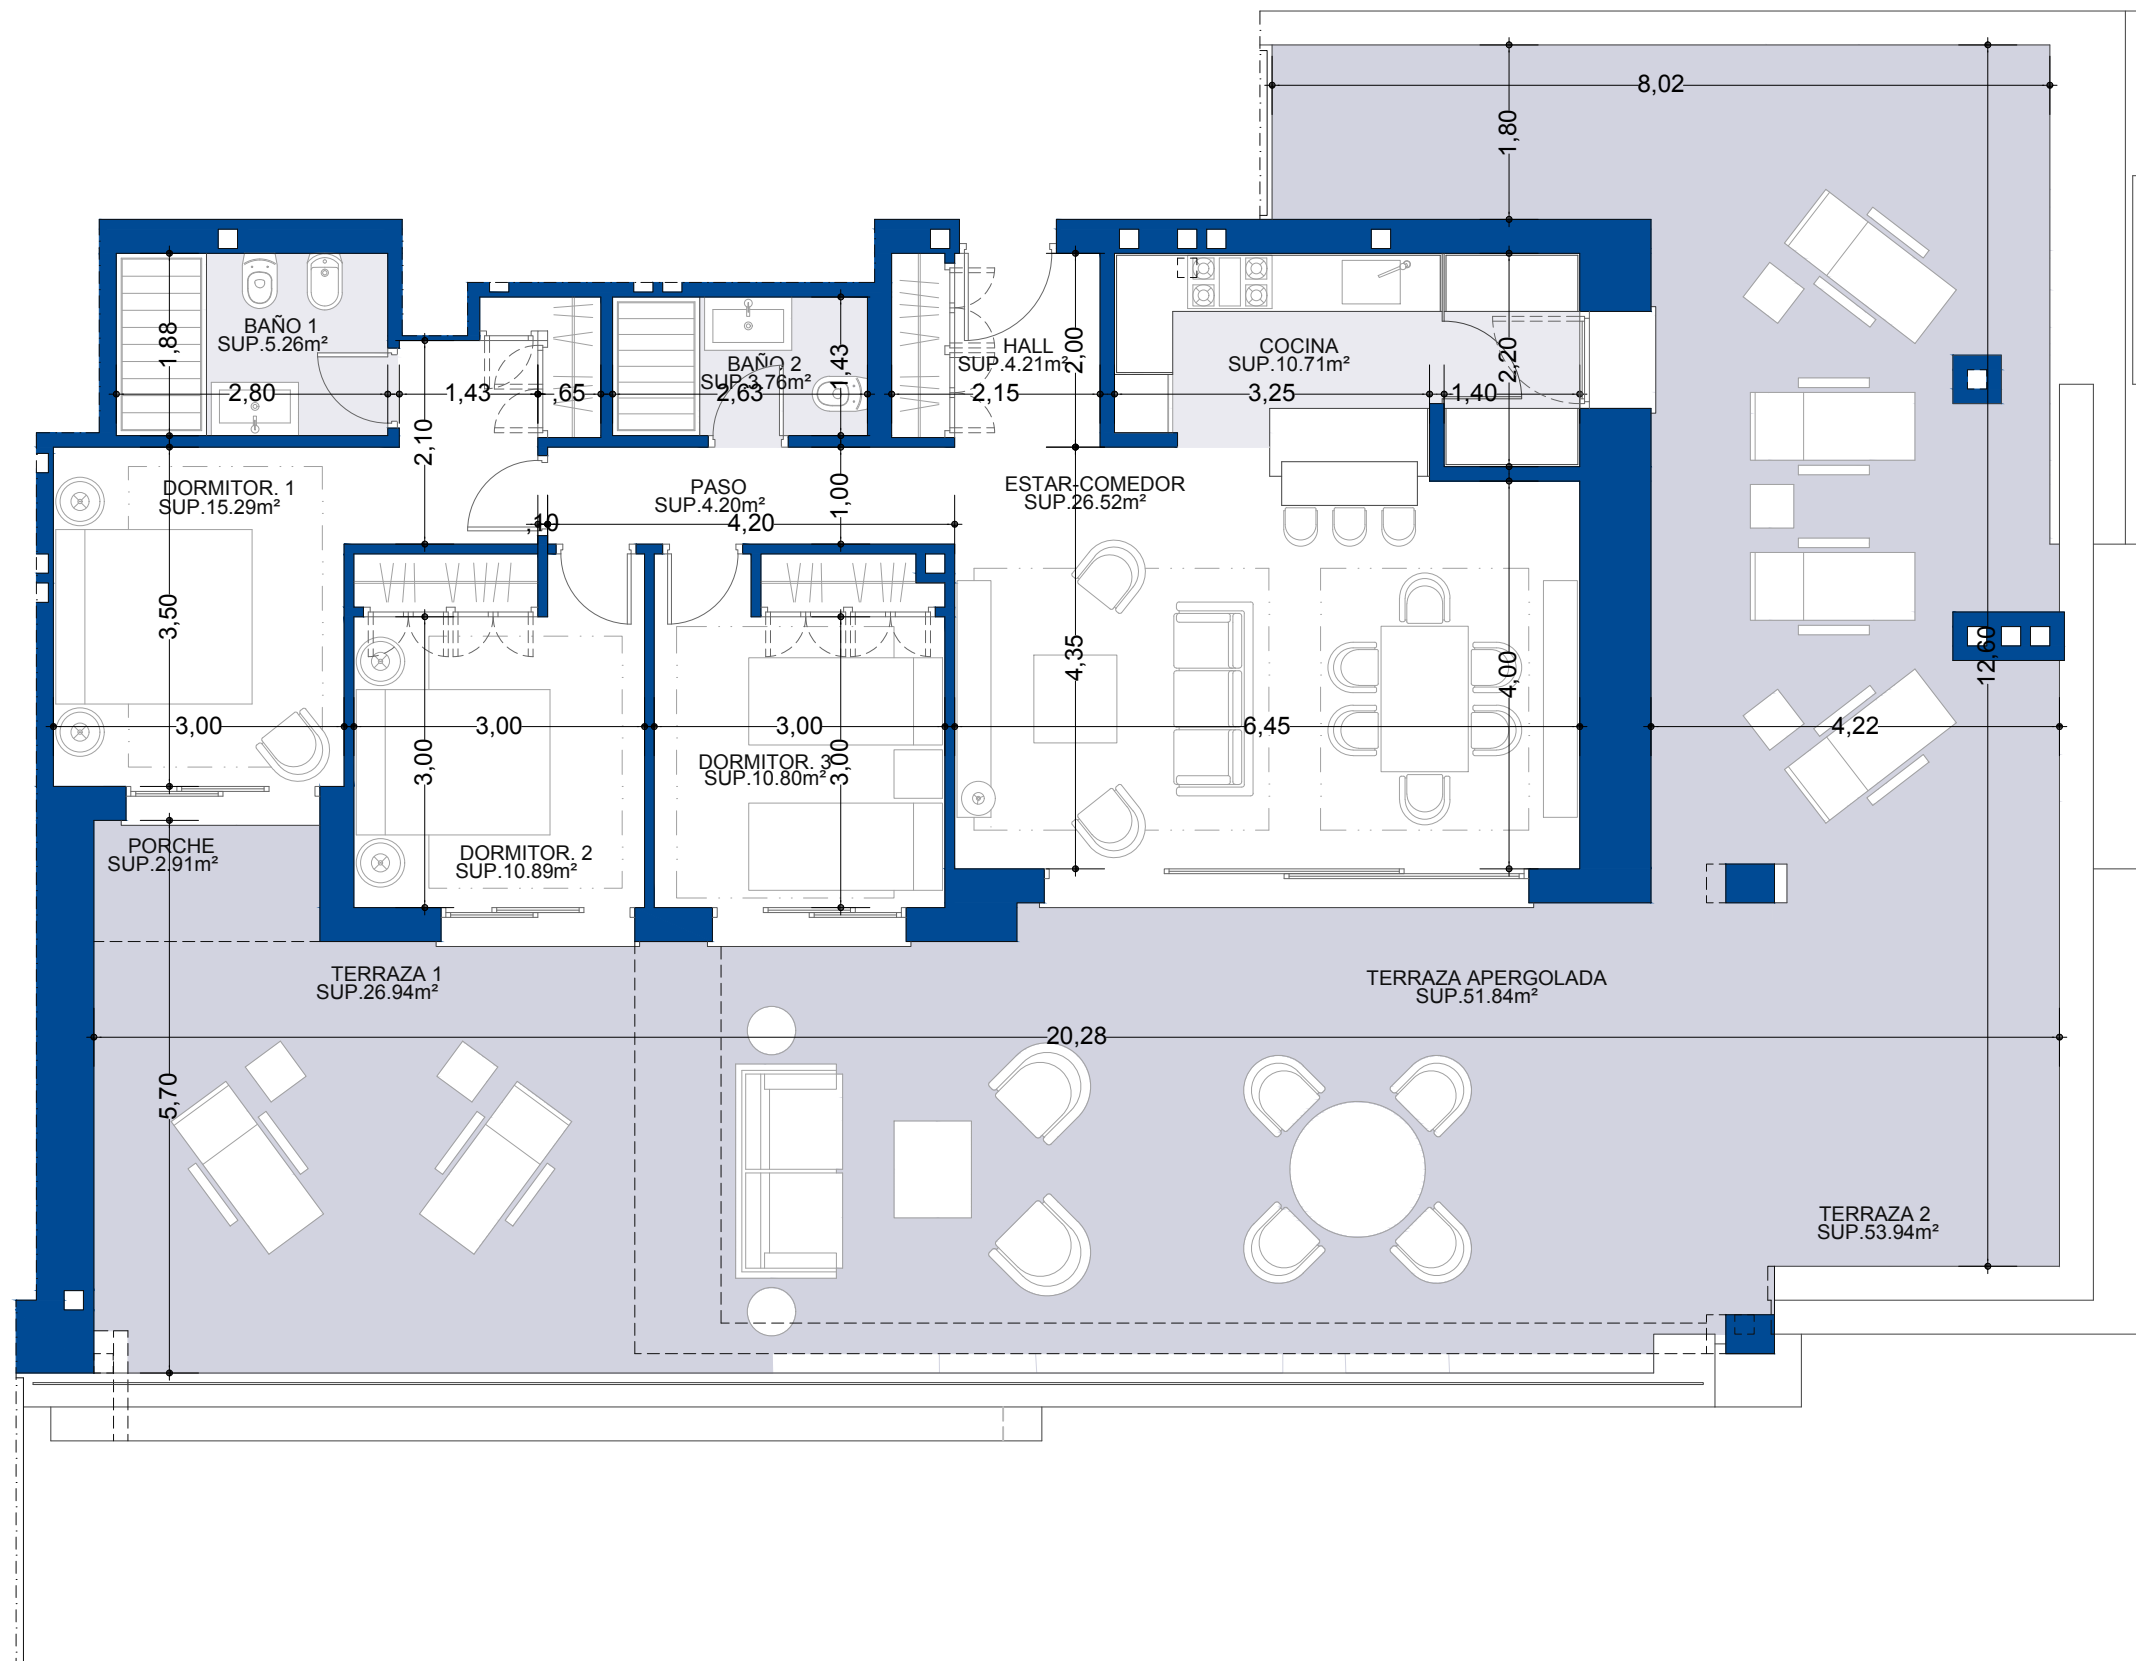 8,02
1,80
BAÑO 1
SUP.5.26m²
1,88
2,80
1,43
,65
2,10
BAÑO 2
SUP.3.76m²
1,43
2,63
HALL
SUP.4.21m²
2,00
2,15
COCINA
SUP.10.71m²
2,20
3,25
1,40
DORMITOR. 1
SUP.15.29m²
PASO
SUP.4.20m²
1,00
,10
4,20
ESTAR-COMEDOR
SUP.26.52m²
3,50
4,35
4,00
12,60
3,00
3,00
3,00
6,45
4,22
3,00
DORMITOR. 3
SUP.10.80m²
3,00
PORCHE
SUP.2.91m²
DORMITOR. 2
SUP.10.89m²
TERRAZA 1
SUP.26.94m²
TERRAZA APERGOLADA
SUP.51.84m²
20,28
5,70
TERRAZA 2
SUP.53.94m²